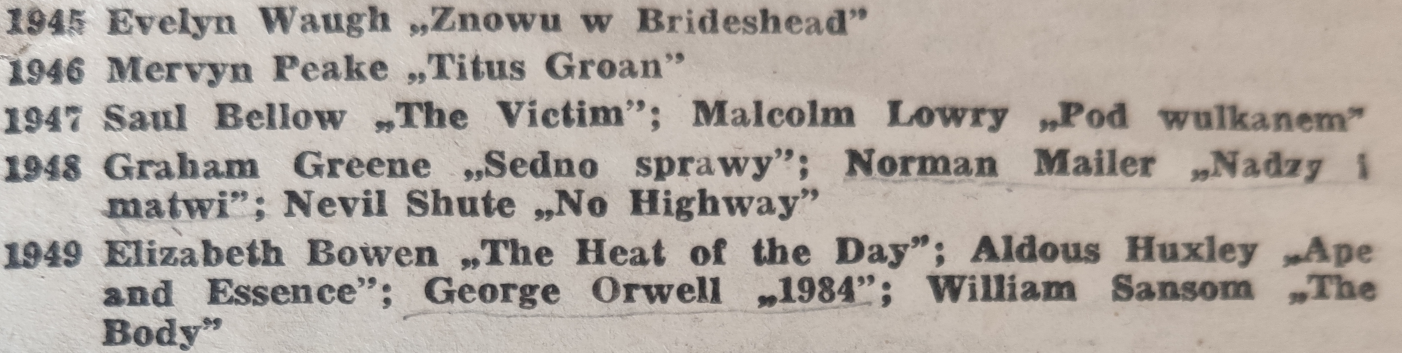 1945 Evelyn Waugh „Znowu w Brideshead”
1946 Mervyn Peake „Titus Groan”
1947 Saul Bellow „The Victim”; Malcolm Lowry „Pod wulkanem”
1948 Graham Greene „Sedno sprawy”; Norman Mailer „Nadzy i
matwi”; Nevil Shute „No Highway”
1949 Elizabeth Bowen „The Heat of the Day”; Aldous Huxley „Ape
and Essence”; George Orwell „1984”; William Sansom „The
Body”